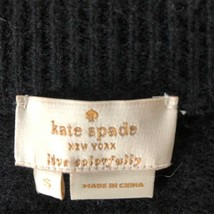 kate spade
NEW YORK
live colorfully
S
MADE IN CHINA